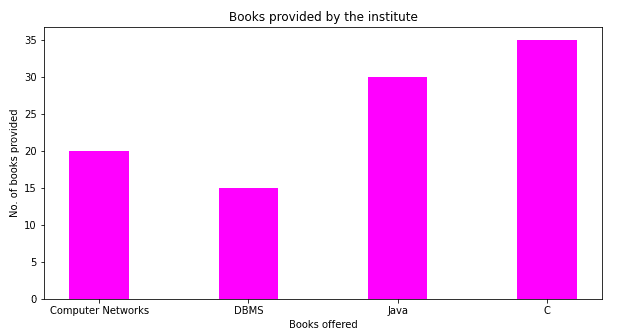 Books provided by the institute
No. of books provided
35
30
25
20
15
10
5
0
Computer Networks DBMS Java C
Books offered